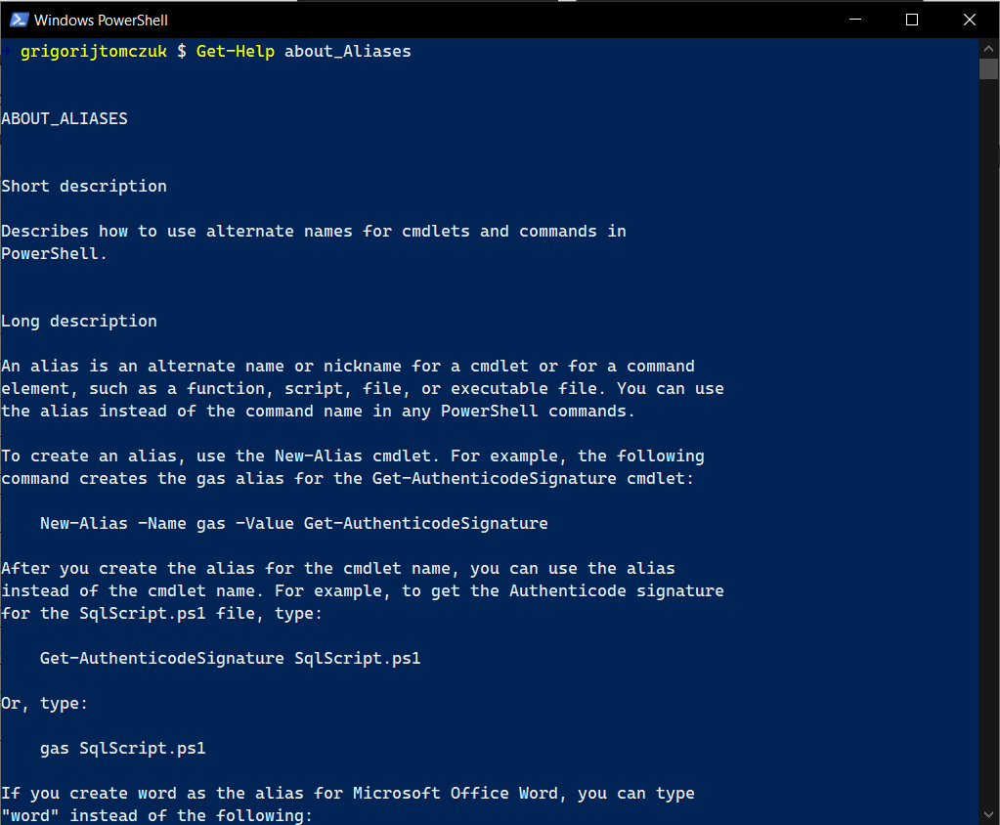 Windows PowerShell
grigorijtomczuk $ Get-Help about_Aliases
ABOUT_ALIASES
Short description
Describes how to use alternate names for cmdlets and commands in
PowerShell.
Long description
An alias is an alternate name or nickname for a cmdlet or for a command
element, such as a function, script, file, or executable file. You can use
the alias instead of the command name in any PowerShell commands.
To create an alias, use the New-Alias cmdlet. For example, the following
command creates the gas alias for the Get-AuthenticodeSignature cmdlet:
New-Alias -Name gas -Value Get-AuthenticodeSignature
After you create the alias for the cmdlet name, you can use the alias
instead of the cmdlet name. For example, to get the Authenticode signature
for the SqlScript.ps1 file, type:
Get-AuthenticodeSignature SqlScript.ps1
Or, type:
gas SqlScript.ps1
If you create word as the alias for Microsoft Office Word, you can type
"word" instead of the following: